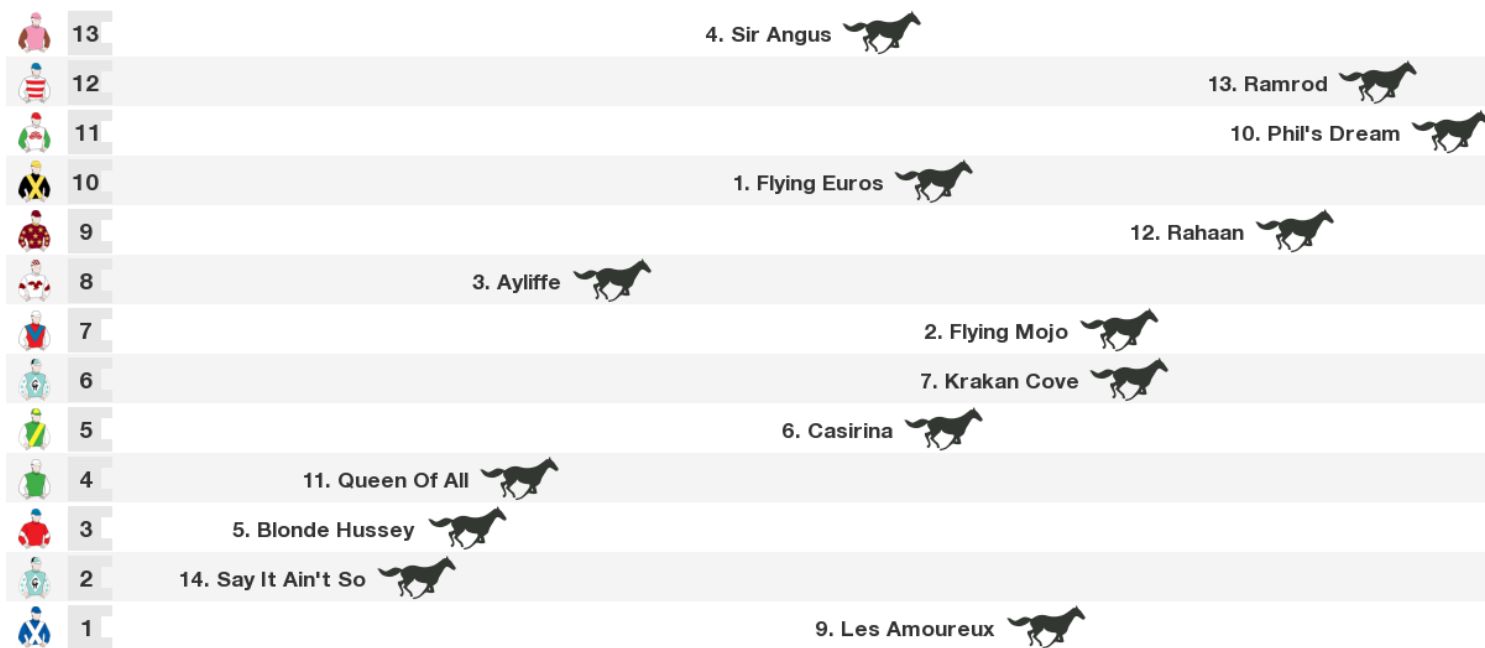 13 4. Sir Angus
12 13. Ramrod
11 10. Phil's Dream
10 1. Flying Euros
9 12. Rahaan
8 3. Ayliffe
7 2. Flying Mojo
6 7. Krakan Cove
5 6. Casirina
4 11. Queen Of All
3 5. Blonde Hussey
2 14. Say It Ain't So
1 9. Les Amoureux